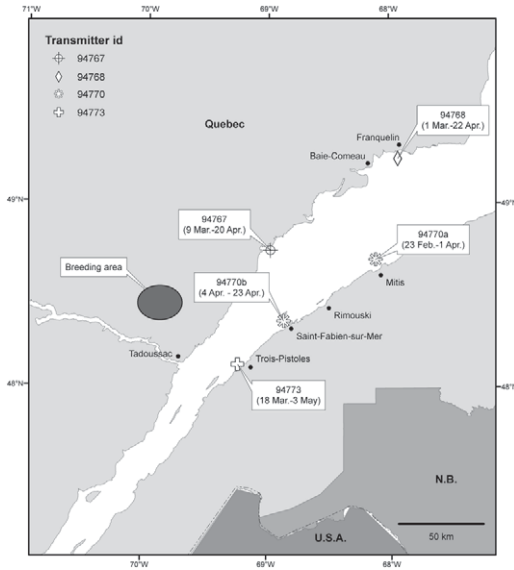 71°W 70°W 69°W 68°W
Transmitter id
94767
94768
94770
94773
Quebec
94768
(1 Mar.-22 Apr.)
Franquelin
Baie-Comeau
49°N 49°N
94767
(9 Mar.-20 Apr.)
94770a
(23 Feb.-1 Apr.)
Breeding area
94770b
(4 Apr. - 23 Apr.)
Mitis
Rimouski
Saint-Fabien-sur-Mer
Tadoussac
Trois-Pistoles
48°N 48°N
94773
(18 Mar.-3 May)
N.B.
U.S.A.
50 km
70°W 69°W 68°W